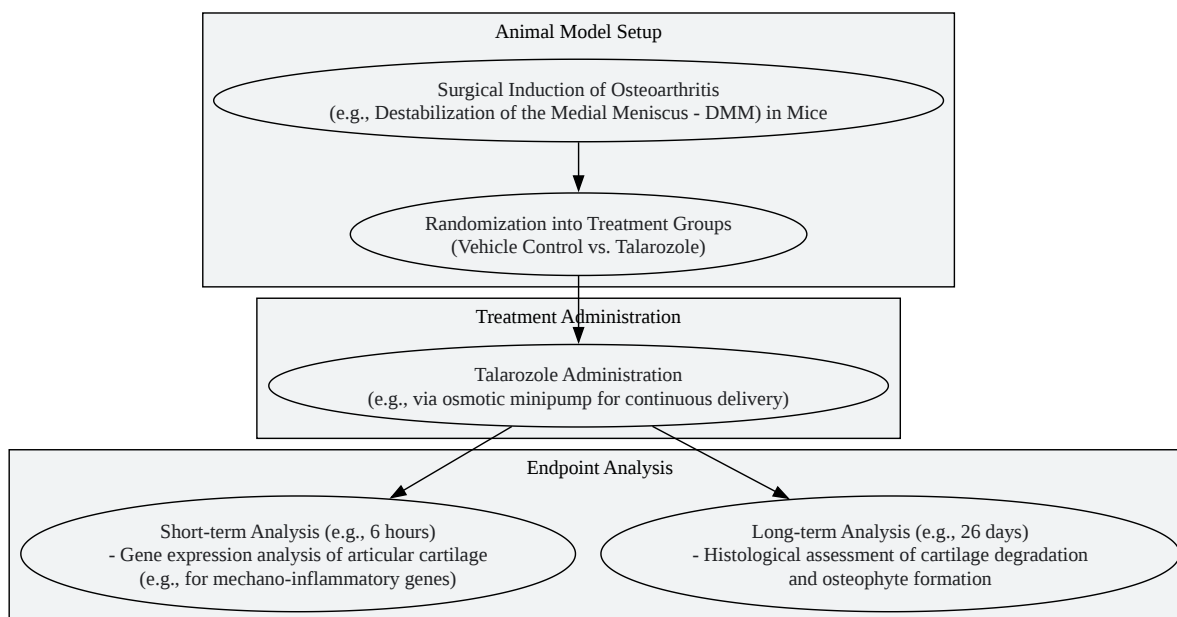 Animal Model Setup
Surgical Induction of Osteoarthritis
(e.g., Destabilization of the Medial Meniscus - DMM) in Mice
Randomization into Treatment Groups
(Vehicle Control vs. Talarozole)
Treatment Administration
Talarozole Administration
(e.g., via osmotic minipump for continuous delivery)
Endpoint Analysis
Short-term Analysis (e.g., 6 hours)
- Gene expression analysis of articular cartilage
(e.g., for mechano-inflammatory genes)
Long-term Analysis (e.g., 26 days)
- Histological assessment of cartilage degradation
and osteophyte formation